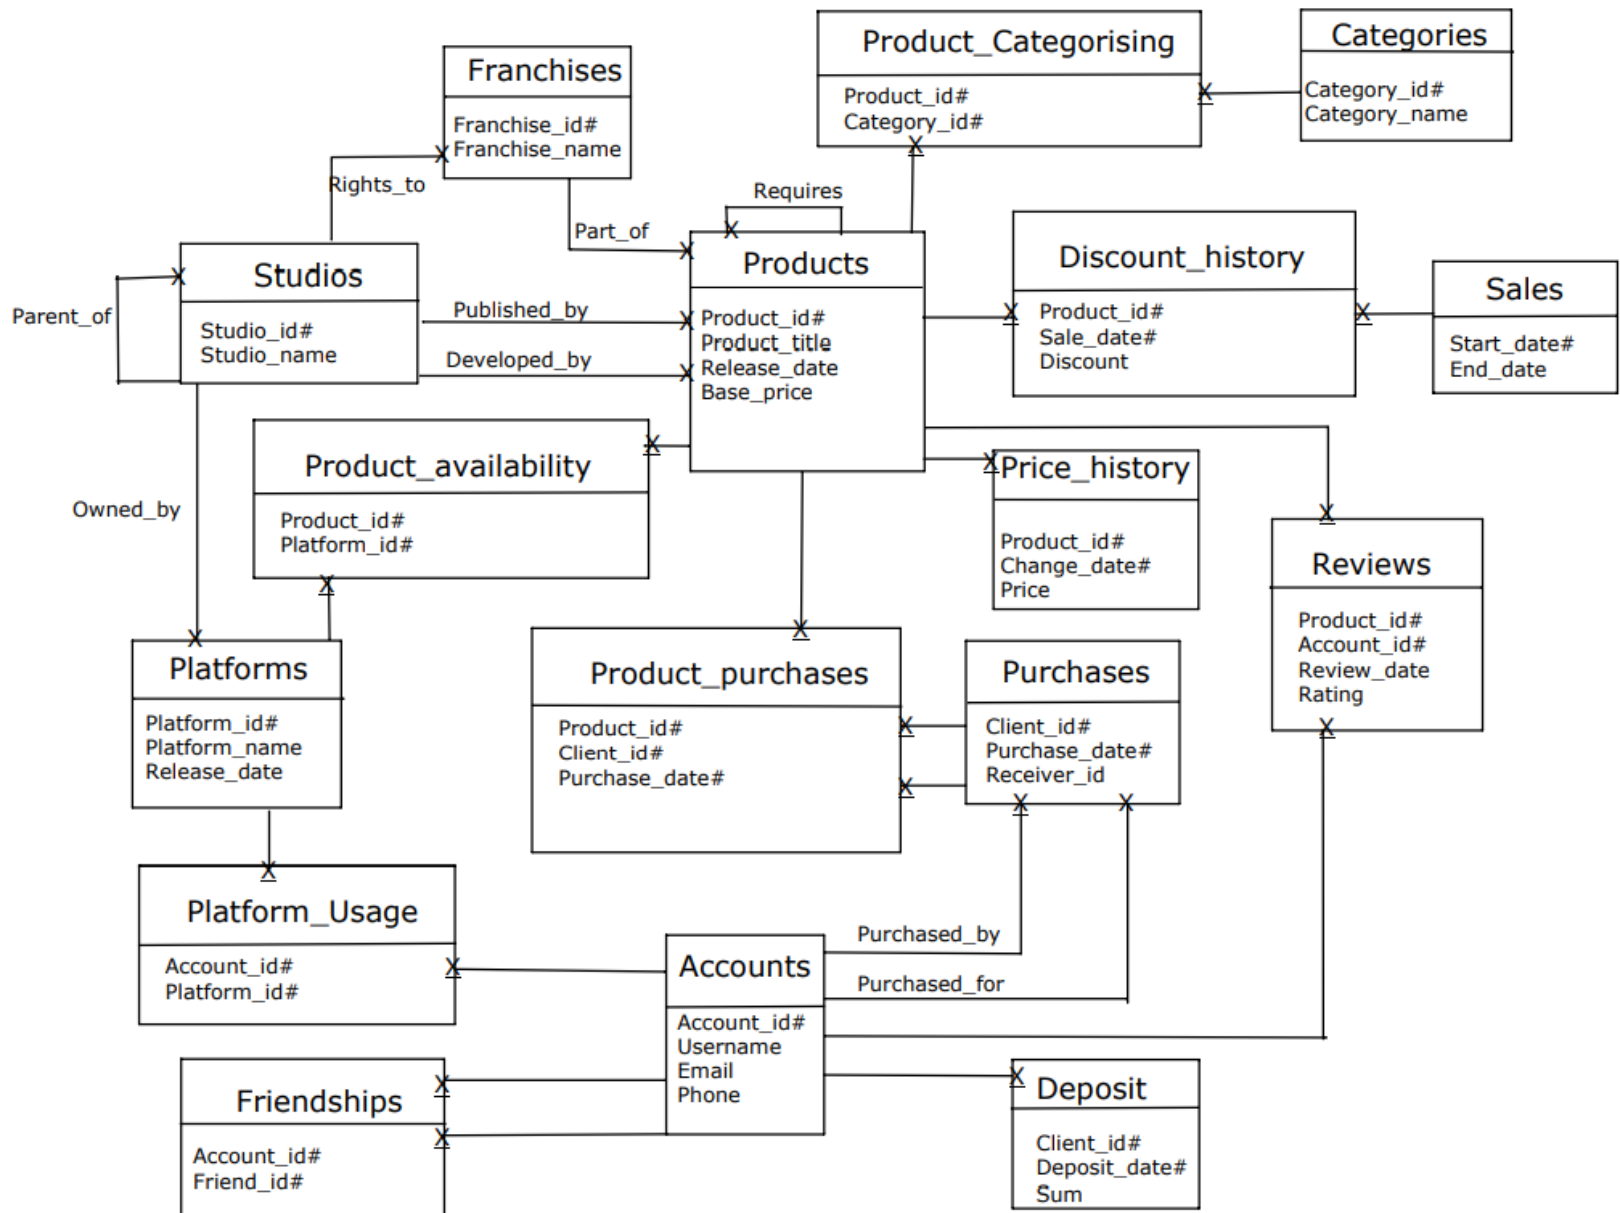 Product_Categorising
Product_id#
Category_id#
Categories
Category_id#
Category_name
Franchises
Franchise_id#
Franchise_name
Rights_to
Part_of
Requires
Studios
Studio_id#
Studio_name
Parent_of
Published_by
Developed_by
Products
Product_id#
Product_title
Release_date
Base_price
Discount_history
Product_id#
Sale_date#
Discount
Sales
Start_date#
End_date
Product_availability
Product_id#
Platform_id#
Owned_by
Price_history
Product_id#
Change_date#
Price
Reviews
Product_id#
Account_id#
Review_date
Rating
Platforms
Platform_id#
Platform_name
Release_date
Product_purchases
Product_id#
Client_id#
Purchase_date#
Purchases
Client_id#
Purchase_date#
Receiver_id
Platform_Usage
Account_id#
Platform_id#
Purchased_by
Purchased_for
Accounts
Account_id#
Username
Email
Phone
Friendships
Account_id#
Friend_id#
Deposit
Client_id#
Deposit_date#
Sum